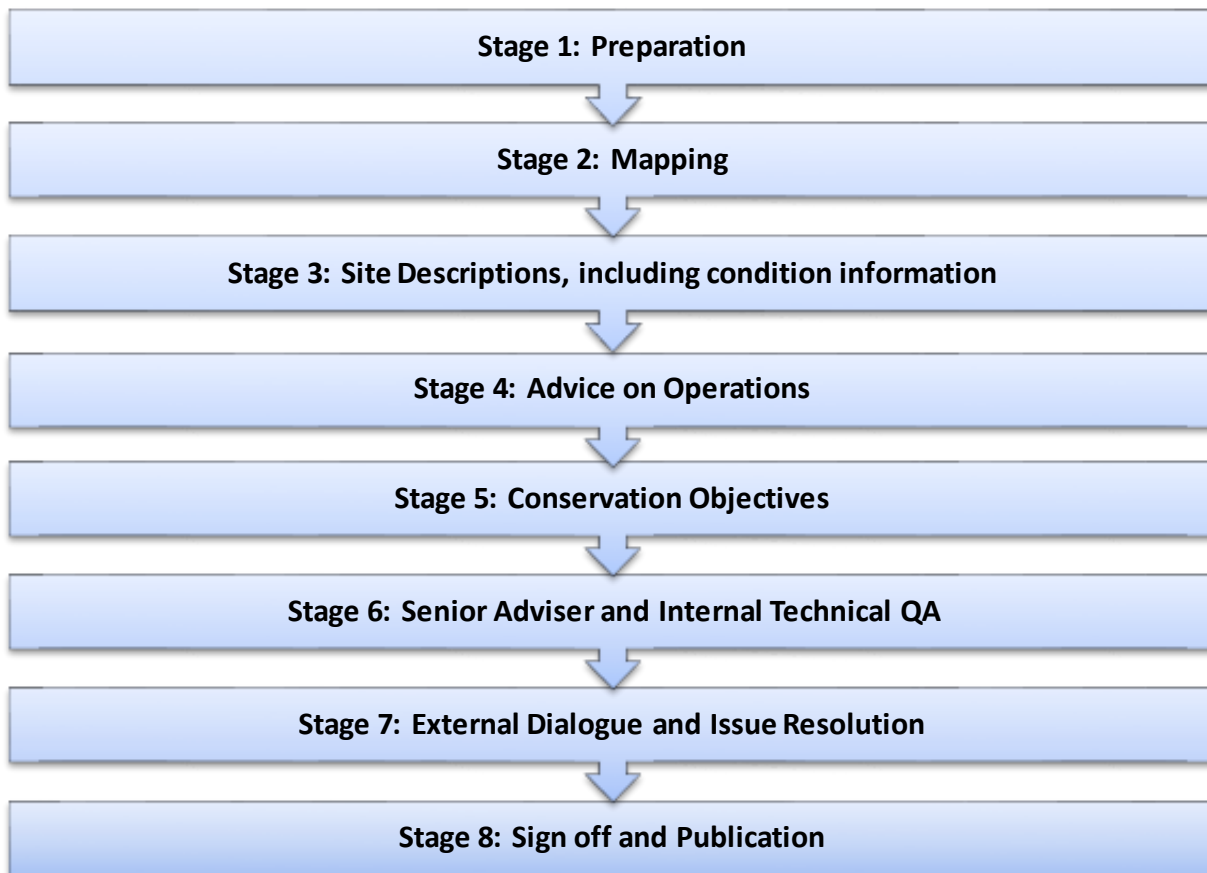 Stage 1: Preparation
Stage 2: Mapping
Stage 3: Site Descriptions, including condition information
Stage 4: Advice on Operations
Stage 5: Conservation Objectives
Stage 6: Senior Adviser and Internal Technical QA
Stage 7: External Dialogue and Issue Resolution
Stage 8: Sign off and Publication